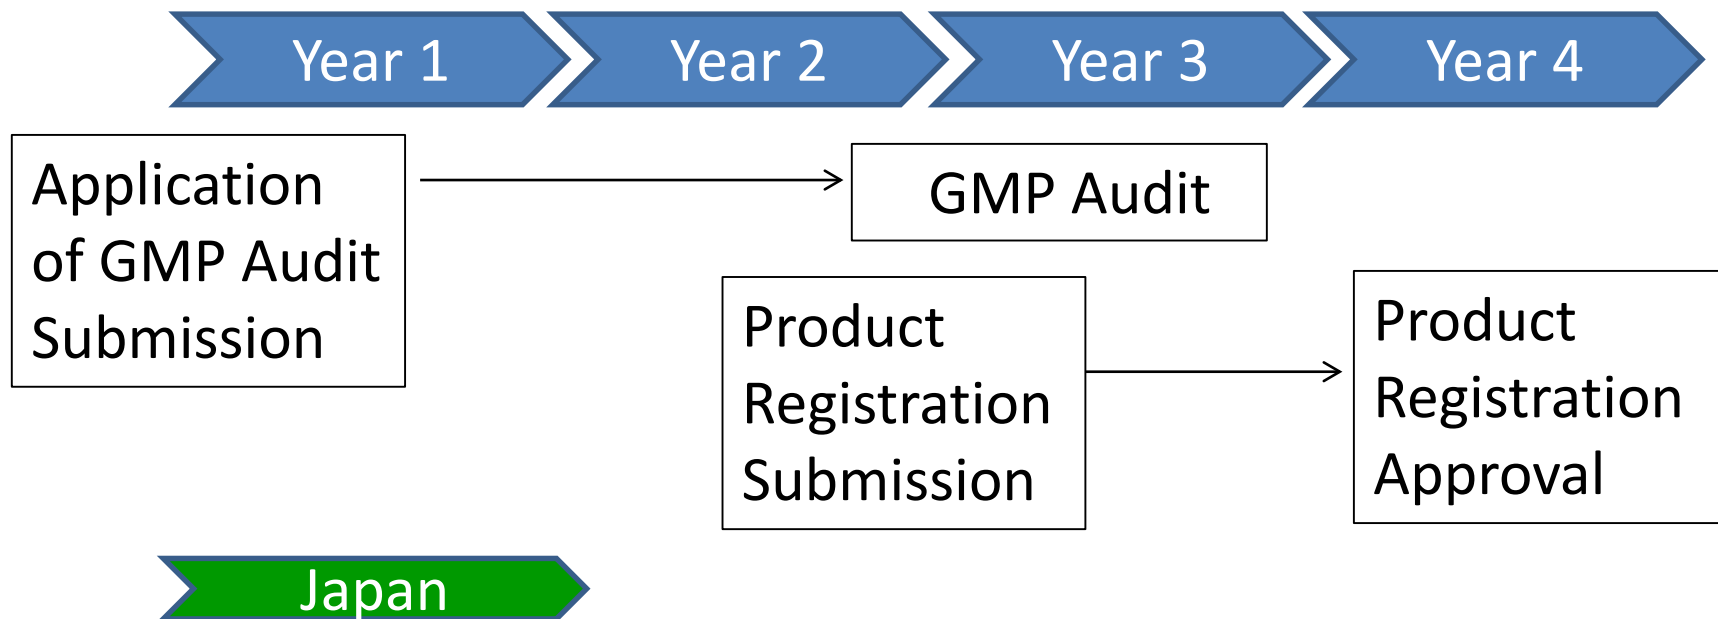 Year 1
Year 2
Year 3
Year 4
Application
of GMP Audit
Submission
GMP Audit
Product
Registration
Submission
Product
Registration
Approval
Japan